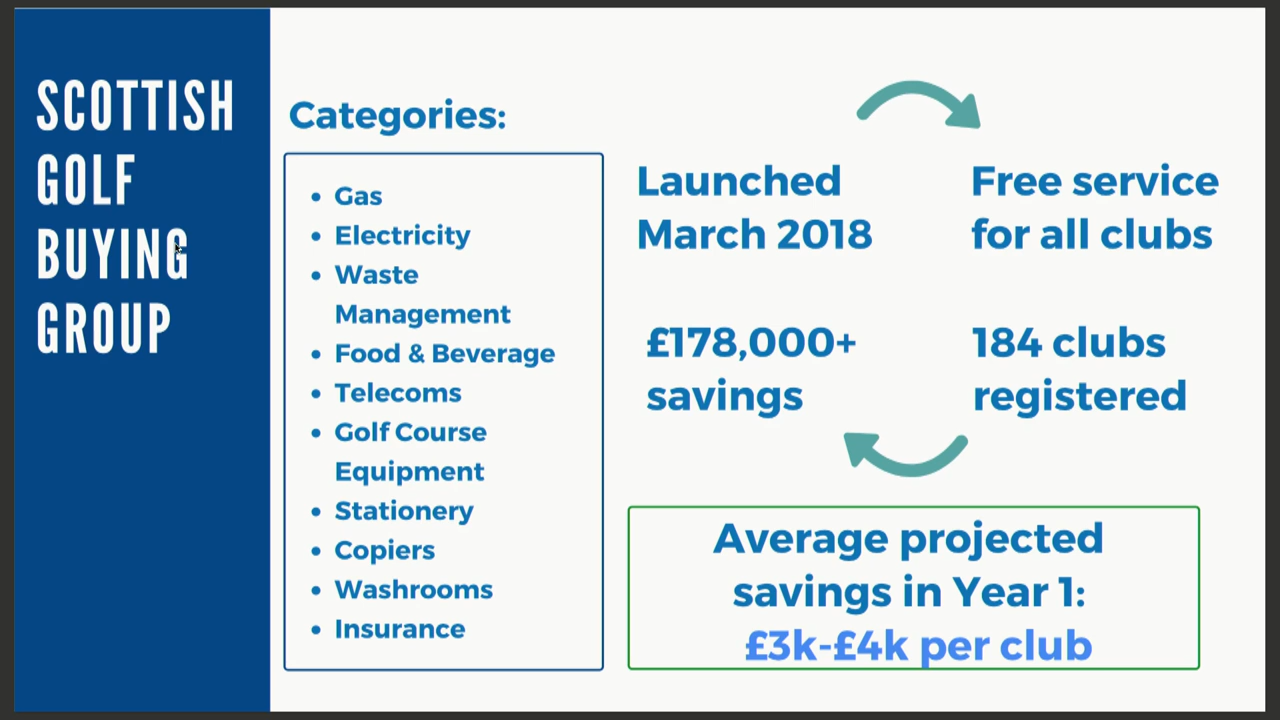 SCOTTISH
GOLF
BUYING
GROUP
Categories:
• Gas
• Electricity
• Waste
Management
• Food & Beverage
• Telecoms
• Golf Course
Equipment
• Stationery
• Copiers
• Washrooms
• Insurance
Launched
March 2018
Free service
for all clubs
£178,000+
savings
184 clubs
registered
Average projected
savings in Year 1:
£3k-£4k per club